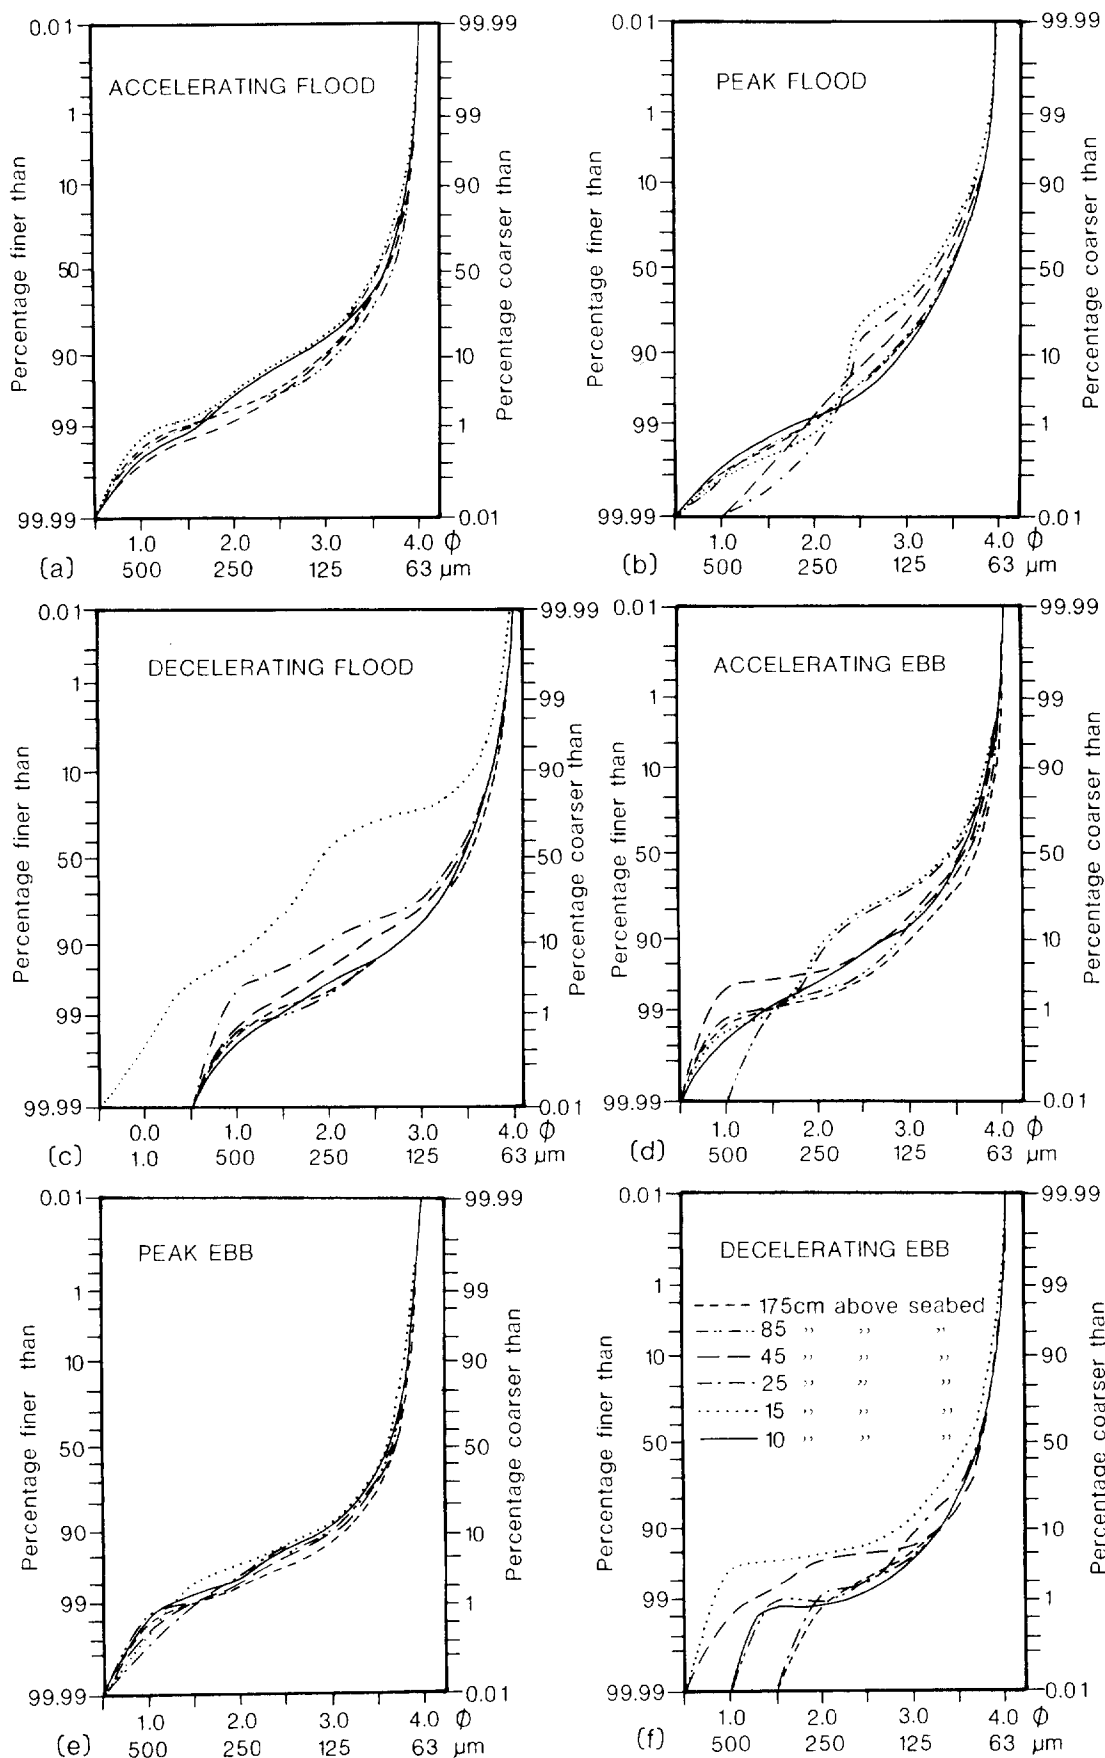 ACCELERATING FLOOD
Percentage finer than
0.01
1
10
50
90
99
99.99
99.99
99
90
50
10
1
0.01
Percentage coarser than
1.0 2.0 3.0 4.0 ϕ
(a) 500 250 125 63 µm
PEAK FLOOD
Percentage finer than
0.01
1
10
50
90
99
99.99
99.99
99
90
50
10
1
0.01
Percentage coarser than
1.0 2.0 3.0 4.0 ϕ
(b) 500 250 125 63 µm
DECELERATING FLOOD
Percentage finer than
0.01
1
10
50
90
99
99.99
99.99
99
90
50
10
1
0.01
Percentage coarser than
0.0 1.0 2.0 3.0 4.0 ϕ
(c) 1.0 500 250 125 63 µm
ACCELERATING EBB
Percentage finer than
0.01
1
10
50
90
99
99.99
99.99
99
90
50
10
1
0.01
Percentage coarser than
1.0 2.0 3.0 4.0 ϕ
(d) 500 250 125 63 µm
PEAK EBB
Percentage finer than
0.01
1
10
50
90
99
99.99
99.99
99
90
50
10
1
0.01
Percentage coarser than
1.0 2.0 3.0 4.0 ϕ
(e) 500 250 125 63 µm
DECELERATING EBB
175cm above seabed
85 ,, ,, ,,
45 ,, ,, ,,
25 ,, ,, ,,
15 ,, ,, ,,
10 ,, ,, ,,
Percentage finer than
0.01
1
10
50
90
99
99.99
99.99
99
90
50
10
1
0.01
Percentage coarser than
1.0 2.0 3.0 4.0 ϕ
(f) 500 250 125 63 µm